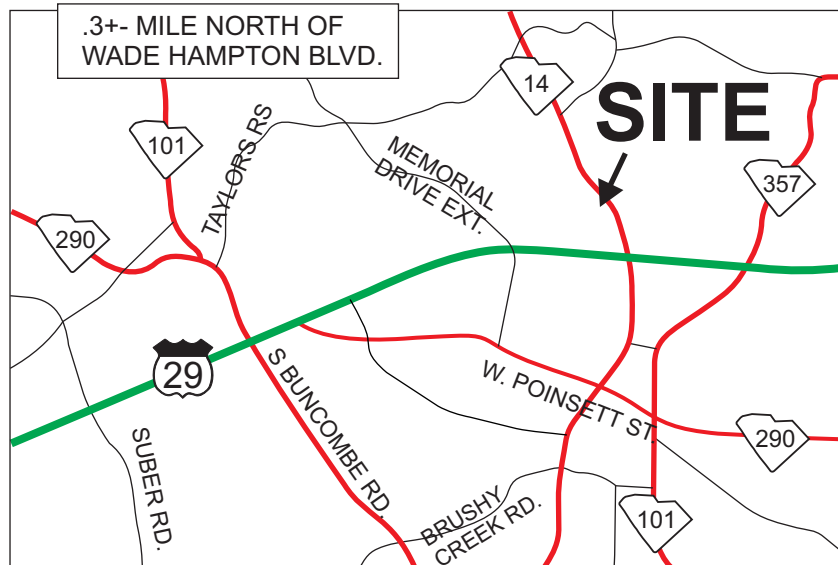 .3+- MILE NORTH OF
WADE HAMPTON BLVD.
14
SITE
101
TAYLORS RS
MEMORIAL
DRIVE EXT.
357
290
29
S BUNCOMBE RD.
W. POINSETT ST.
SUBER RD.
290
BRUSHY
CREEK RD.
101